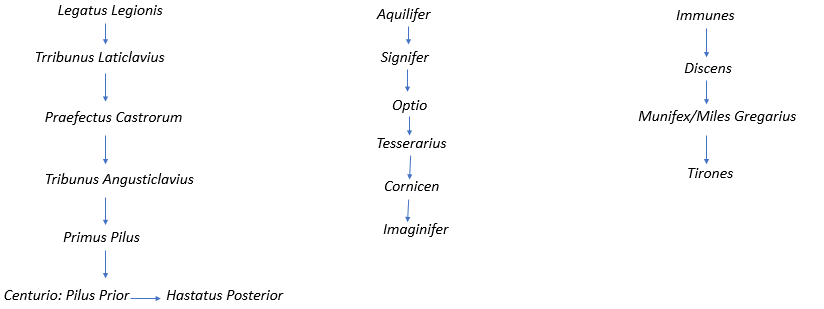 Legatus Legionis
Trribunus Laticlavius
Praefectus Castrorum
Tribunus Angusticlavius
Primus Pilus
Centurio: Pilus Prior
Hastatus Posterior
Aquilifer
Signifer
Optio
Tesserarius
Cornicen
Imaginifer
Immunes
Discens
Munifex/Miles Gregarius
Tirones